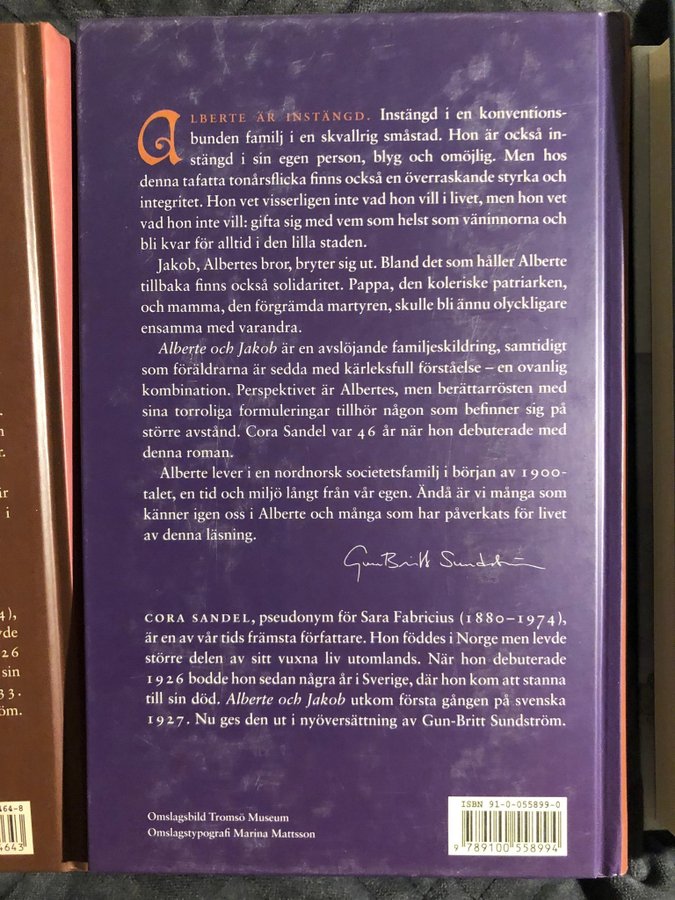 ALBERTE ÄR INSTÄNGD. Instängd i en konventions-
bunden familj i en skvallrig småstad. Hon är också in-
stängd i sin egen person, blyg och omöjlig. Men hos
denna tafatta tonårsflicka finns också en överraskande styrka och
integritet. Hon vet visserligen inte vad hon vill i livet, men hon vet
vad hon inte vill: gifta sig med vem som helst som väninnorna och
bli kvar för alltid i den lilla staden.
Jakob, Albertes bror, bryter sig ut. Bland det som håller Alberte
tillbaka finns också solidaritet. Pappa, den koleriske patriarken,
och mamma, den förgrämda martyren, skulle bli ännu olyckligare
ensamma med varandra.
Alberte och Jakob är en avslöjande familjeskildring, samtidigt
som föräldrarna är sedda med kärleksfull förståelse – en ovanlig
kombination. Perspektivet är Albertes, men berättarrösten med
sina torroliga formuleringar tillhör någon som befinner sig på
större avstånd. Cora Sandel var 46 år när hon debuterade med
denna roman.
Alberte lever i en nordnorsk societetsfamilj i början av 1900-
talet, en tid och miljö långt från vår egen. Ändå är vi många som
känner igen oss i Alberte och många som har påverkats för livet
av denna läsning.
Gun-Britt Sundström
CORA SANDEL, pseudonym för Sara Fabricius (1880–1974),
är en av vår tids främsta författare. Hon föddes i Norge men levde
större delen av sitt vuxna liv utomlands. När hon debuterade
1926 bodde hon sedan några år i Sverige, där hon kom att stanna
till sin död. Alberte och Jakob utkom första gången på svenska
1927. Nu ges den ut i nyöversättning av Gun-Britt Sundström.
Omslagsbild Tromsö Museum
Omslagstypografi Marina Mattsson
ISBN 91-0-055899-0
9 789100 558994
är
i
4),
vde
26
sin
33.
öm.
464-8
4643